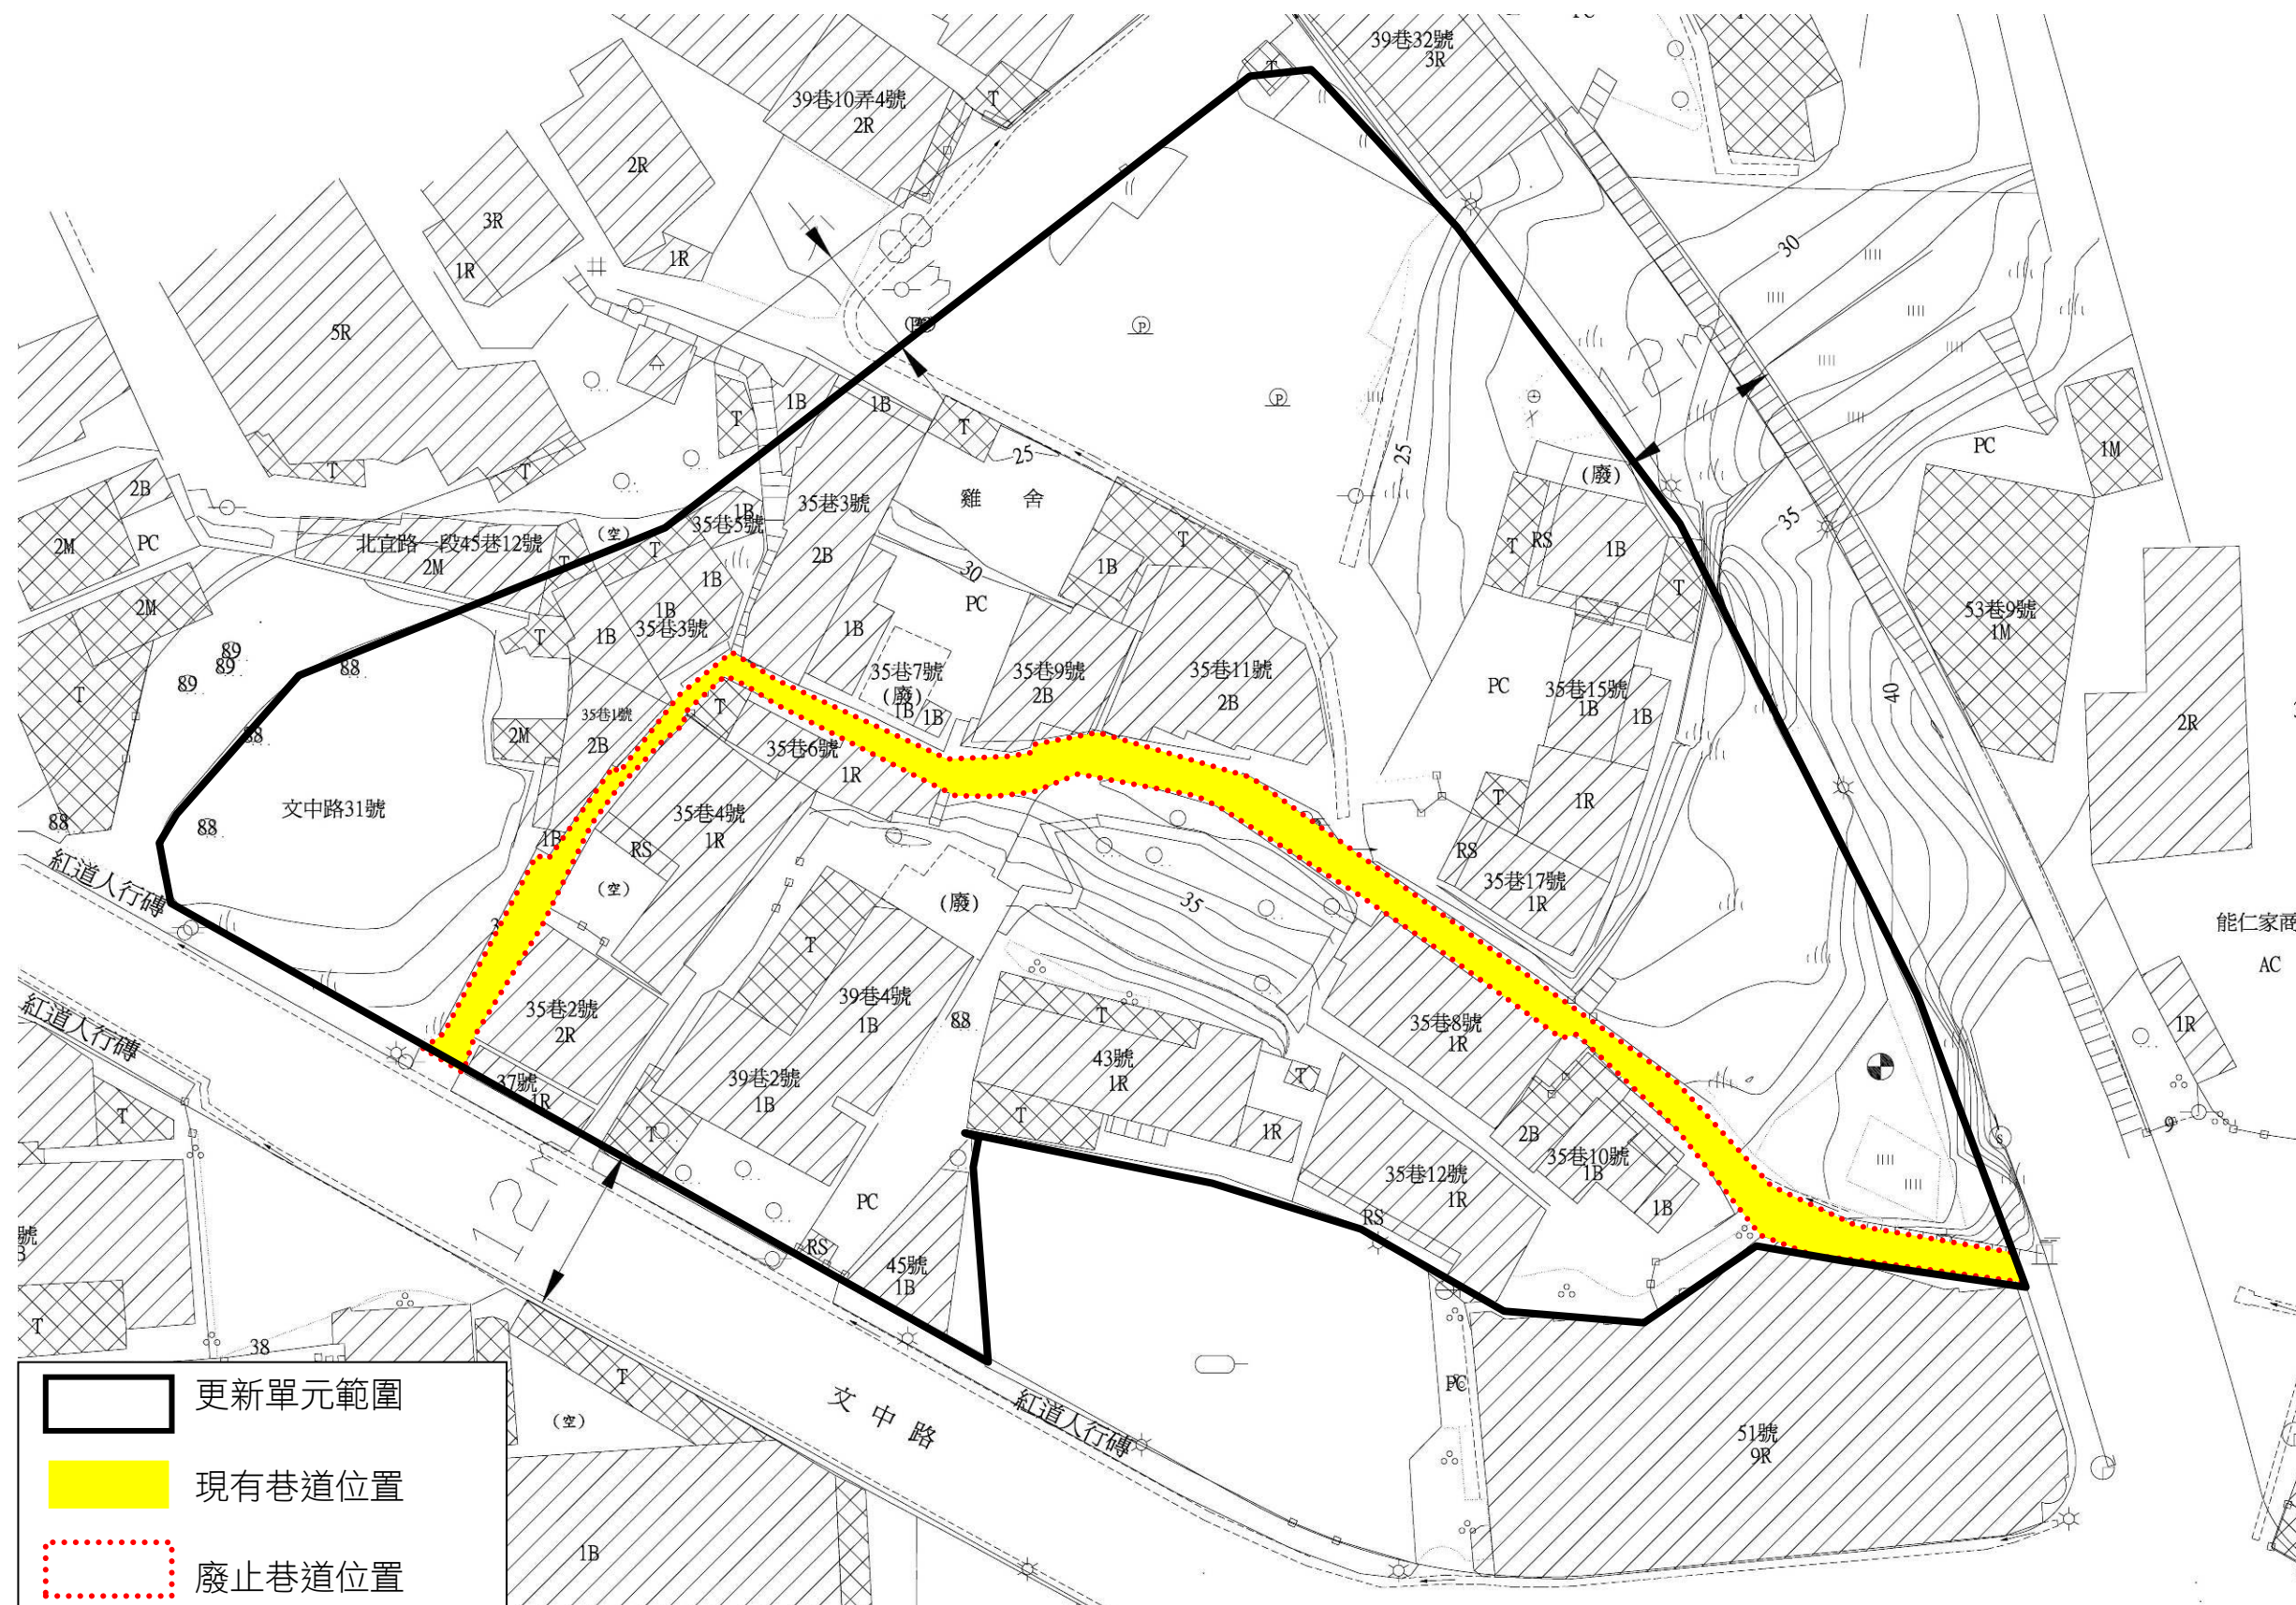 39巷32號
3R
T
39巷10弄4號
2R
T
2R
3R
1R
1R
30
5R
P
P
12
1B
1B
T
T
T
T
25
25
PC
1M
2B
雞 舍
(廢)
35巷3號
2B
35
2M
PC
北宜路一段45巷12號
2M
(空)
35巷5號
1B
T
T
1B
T
T
RS
1B
T
1B
30
PC
2M
1B
35巷3號
1B
T
1B
53巷9號
1M
T
89
89
89
88
88
88
88
35巷1號
2B
2M
T
35巷7號
(廢)
1B
1B
35巷9號
2B
35巷11號
2B
PC
35巷15號
1B
1B
40
2R
35巷6號
1R
文中路31號
35巷4號
1R
1B
RS
(空)
T
1R
RS
35巷17號
1R
紅道人行磚
(廢)
35
T
39巷4號
1B
88
能仁家商
AC
紅道人行磚
35巷2號
2R
T
35巷8號
1R
1R
43號
1R
37號
1R
39巷2號
1B
T
T
T
T
1R
2B
35巷10號
1B
1B
35巷12號
1R
RS
9
S
12
PC
RS
45號
1B
號
T
38
T
(空)
文中路
紅道人行磚
PC
51號
9R
1B
更新單元範圍
現有巷道位置
廢止巷道位置